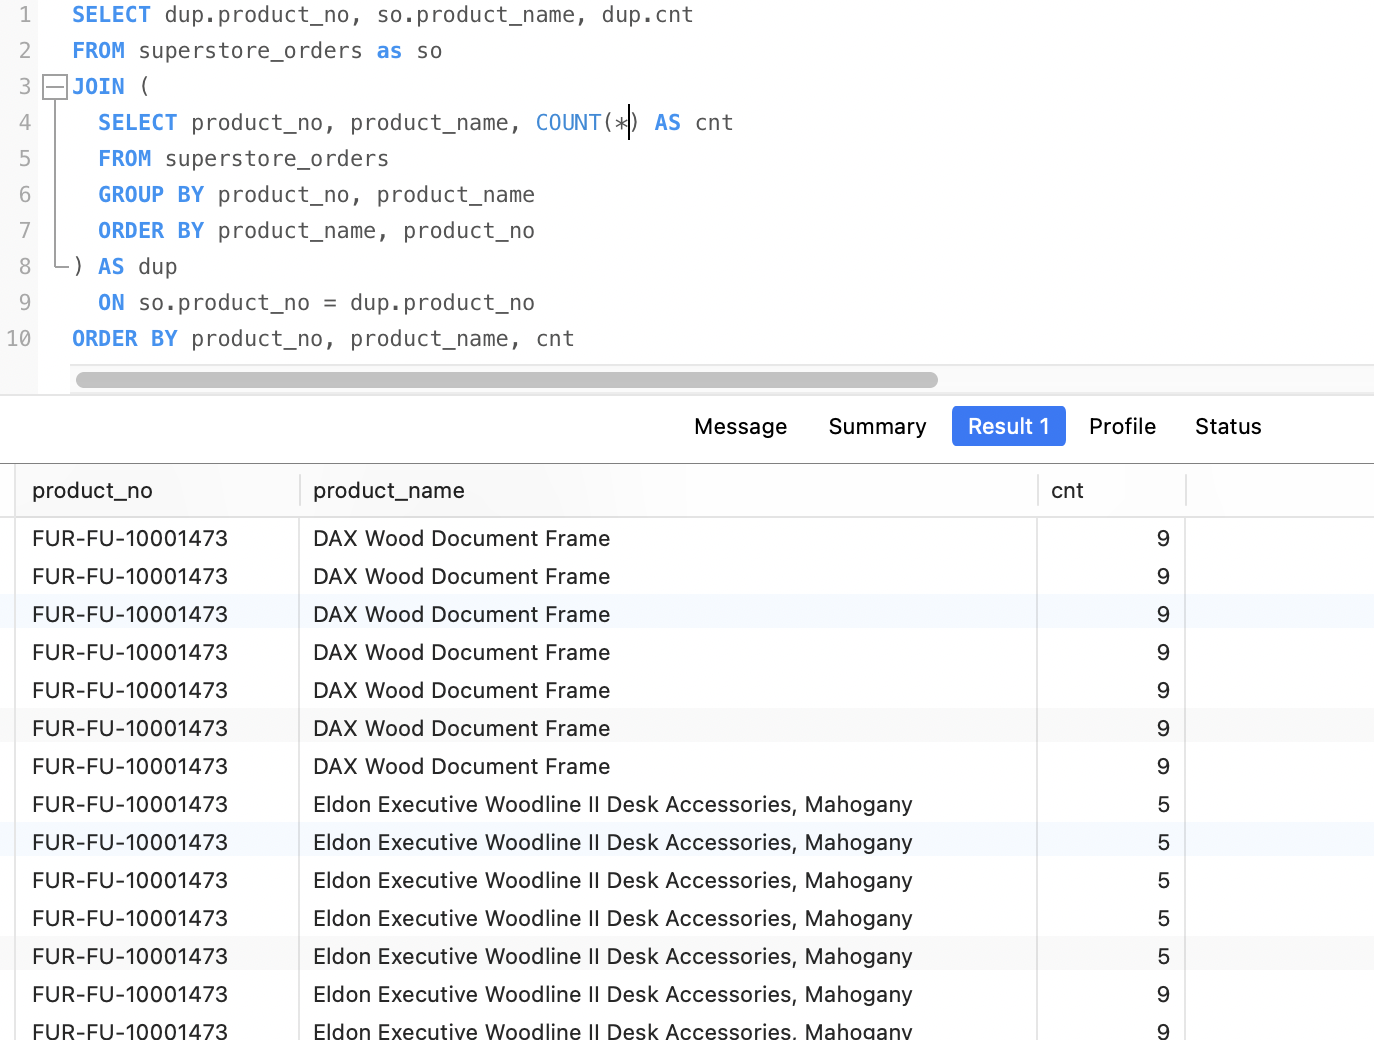 1 SELECT dup.product_no, so.product_name, dup.cnt
2 FROM superstore_orders as so
3 JOIN (
4 SELECT product_no, product_name, COUNT(*) AS cnt
5 FROM superstore_orders
6 GROUP BY product_no, product_name
7 ORDER BY product_name, product_no
8 ) AS dup
9 ON so.product_no = dup.product_no
10 ORDER BY product_no, product_name, cnt
Message Summary Result 1 Profile Status
product_no product_name cnt
FUR-FU-10001473 DAX Wood Document Frame 9
FUR-FU-10001473 DAX Wood Document Frame 9
FUR-FU-10001473 DAX Wood Document Frame 9
FUR-FU-10001473 DAX Wood Document Frame 9
FUR-FU-10001473 DAX Wood Document Frame 9
FUR-FU-10001473 DAX Wood Document Frame 9
FUR-FU-10001473 DAX Wood Document Frame 9
FUR-FU-10001473 Eldon Executive Woodline II Desk Accessories, Mahogany 5
FUR-FU-10001473 Eldon Executive Woodline II Desk Accessories, Mahogany 5
FUR-FU-10001473 Eldon Executive Woodline II Desk Accessories, Mahogany 5
FUR-FU-10001473 Eldon Executive Woodline II Desk Accessories, Mahogany 5
FUR-FU-10001473 Eldon Executive Woodline II Desk Accessories, Mahogany 5
FUR-FU-10001473 Eldon Executive Woodline II Desk Accessories, Mahogany 9
FUR-FU-10001473 Eldon Executive Woodline II Desk Accessories, Mahogany 9